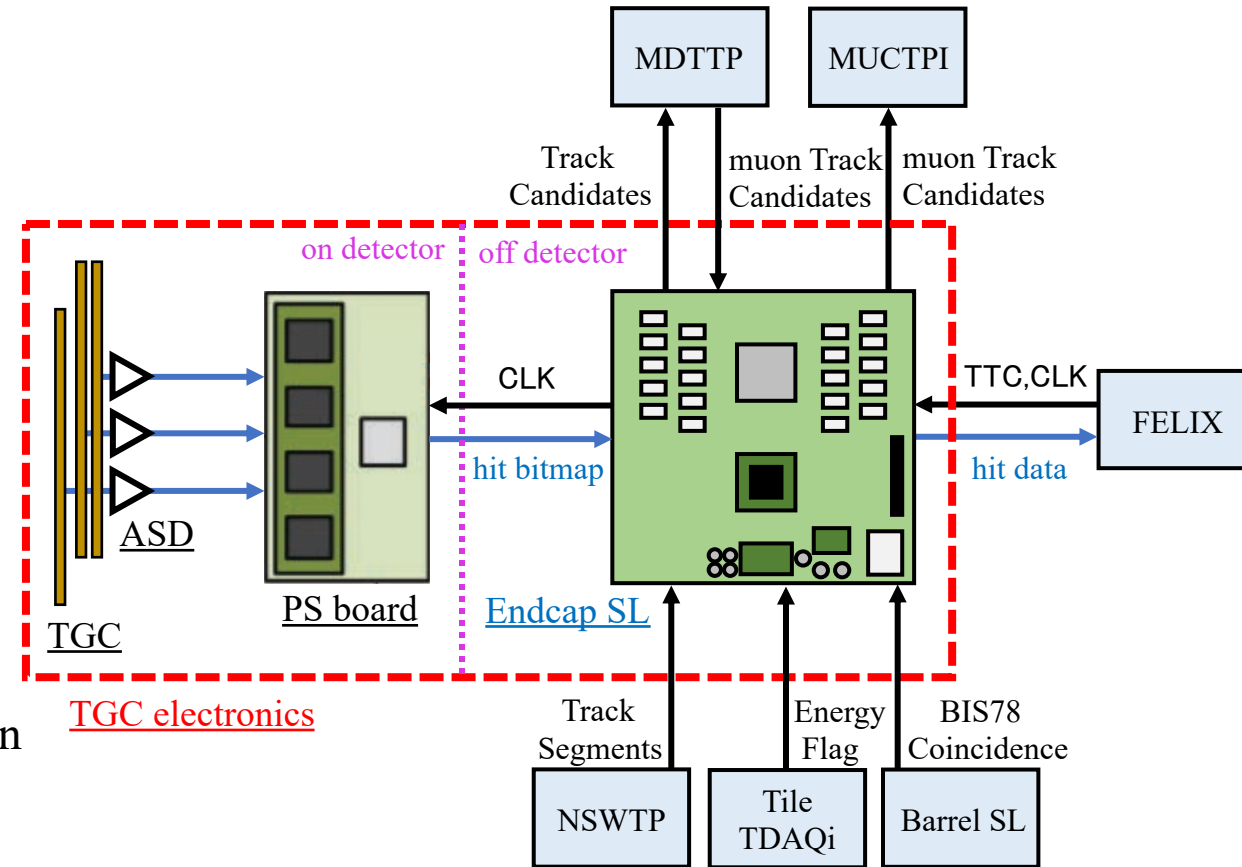 MDTTP
MUCTPI
Track
Candidates
muon Track
Candidates
muon Track
Candidates
on detector
off detector
CLK
TTC,CLK
FELIX
hit bitmap
hit data
ASD
PS board
Endcap SL
TGC
TGC electronics
n
Track
Segments
Energy
Flag
BIS78
Coincidence
NSWTP
Tile
TDAQi
Barrel SL